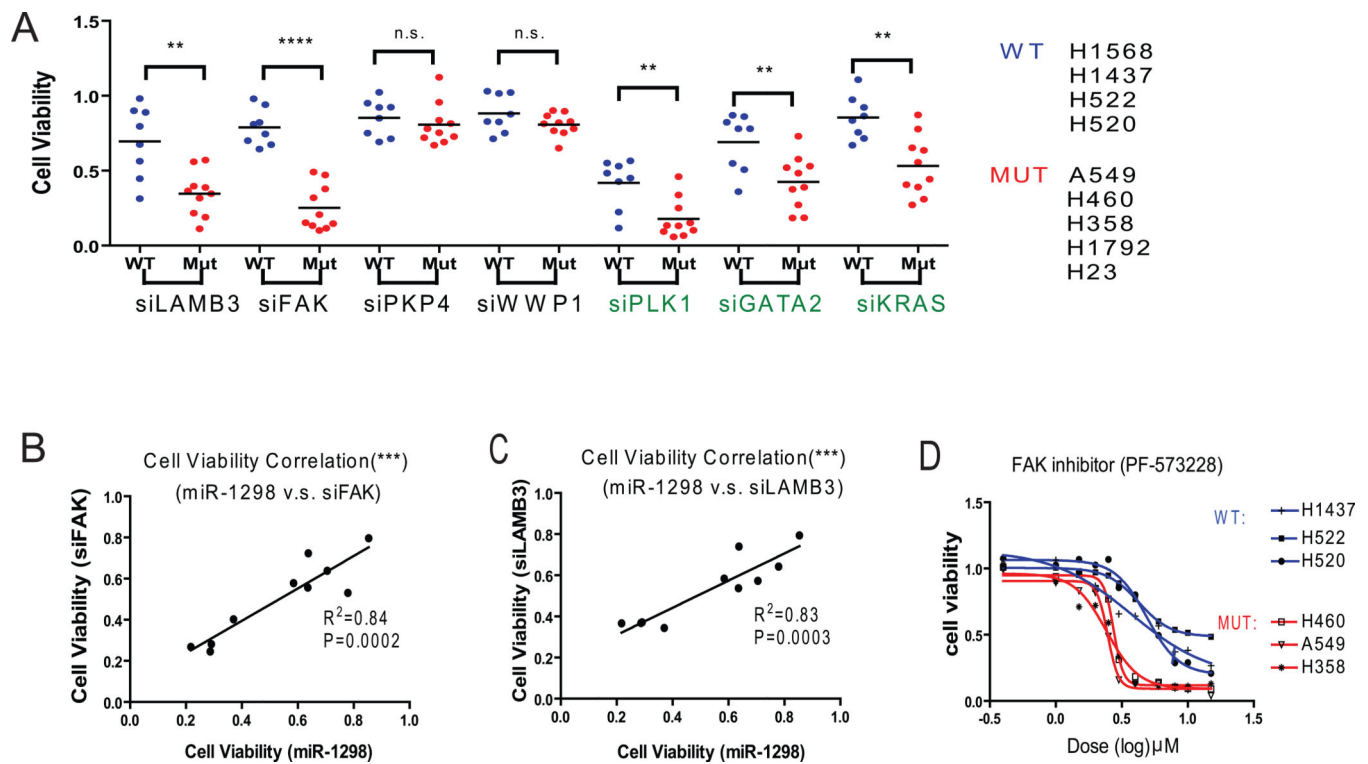 A
Cell Viability
1.5
1.0
0.5
0.0
**
****
n.s.
n.s.
**
**
**
WT Mut WT Mut WT Mut WT Mut WT Mut WT Mut WT Mut
siLAMB3 siFAK siPKP4 siWWP1 siPLK1 siGATA2 siKRAS
WT H1568
H1437
H522
H520
MUT A549
H460
H358
H1792
H23
B
Cell Viability Correlation(***)
(miR-1298 v.s. siFAK)
Cell Viability (siFAK)
1.0
0.8
0.6
0.4
0.2
0.0
R²=0.84
P=0.0002
0.0 0.2 0.4 0.6 0.8 1.0
Cell Viability (miR-1298)
C
Cell Viability Correlation(***)
(miR-1298 v.s. siLAMB3)
Cell Viability (siLAMB3)
1.0
0.8
0.6
0.4
0.2
0.0
R²=0.83
P=0.0003
0.0 0.2 0.4 0.6 0.8 1.0
Cell Viability (miR-1298)
D
FAK inhibitor (PF-573228)
cell viability
1.5
1.0
0.5
0.0
-0.5 0.0 0.5 1.0 1.5
Dose (log)µM
WT: H1437
H522
H520
MUT: H460
A549
H358